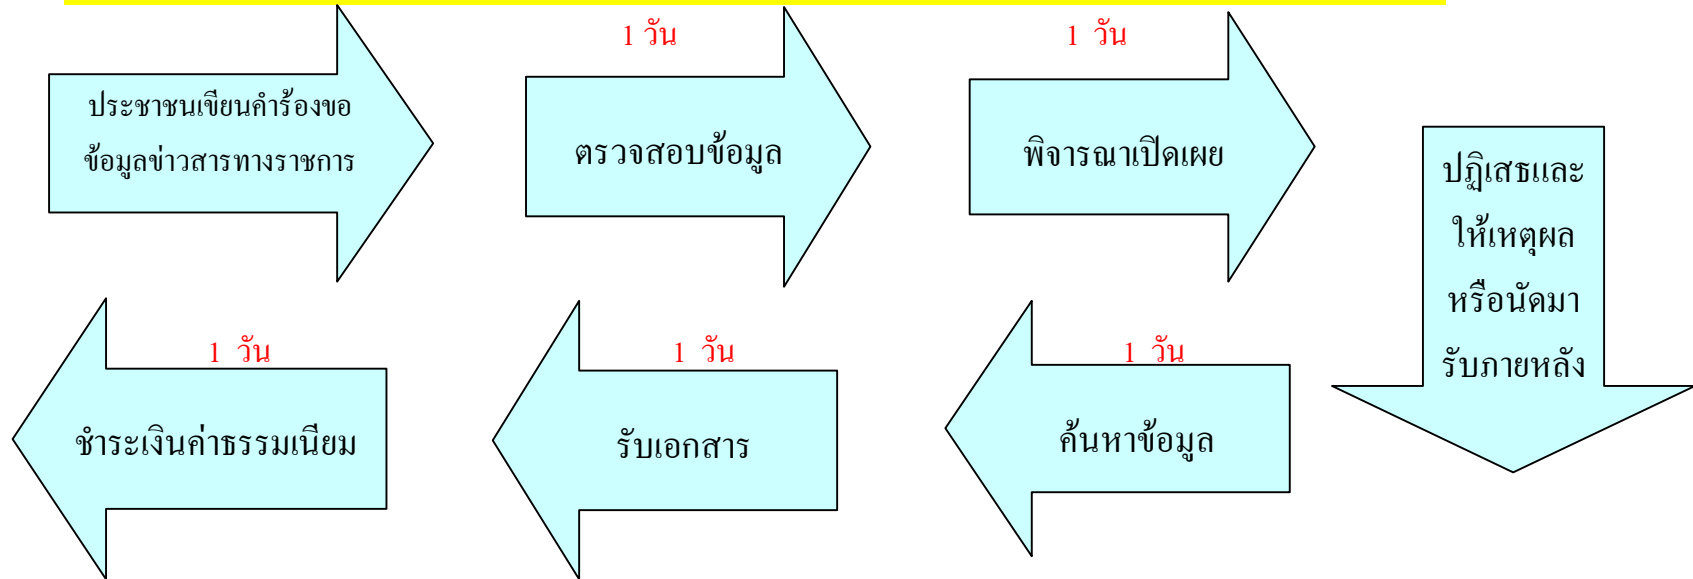 ประชาชนเขียนคำร้องขอ
ข้อมูลข่าวสารทางราชการ
1 วัน
ตรวจสอบข้อมูล
1 วัน
พิจารณาเปิดเผย
ปฏิเสธและ
ให้เหตุผล
หรือนัดมา
รับภายหลัง
1 วัน
ค้นหาข้อมูล
1 วัน
รับเอกสาร
1 วัน
ชำระเงินค่าธรรมเนียม